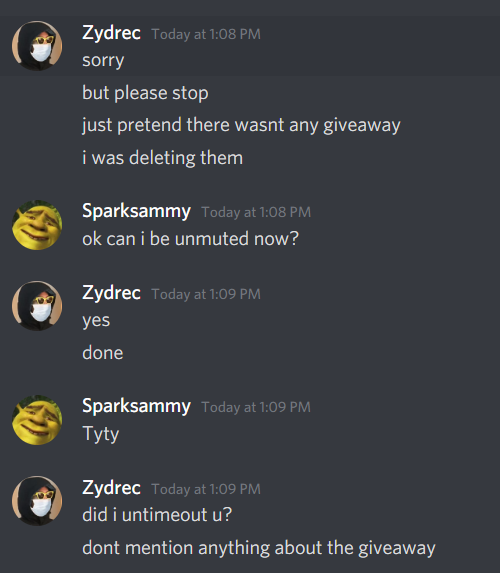 Zydrec Today at 1:08 PM
sorry
but please stop
just pretend there wasnt any giveaway
i was deleting them
Sparksammy Today at 1:08 PM
ok can i be unmuted now?
Zydrec Today at 1:09 PM
yes
done
Sparksammy Today at 1:09 PM
Tyty
Zydrec Today at 1:09 PM
did i untimeout u?
dont mention anything about the giveaway